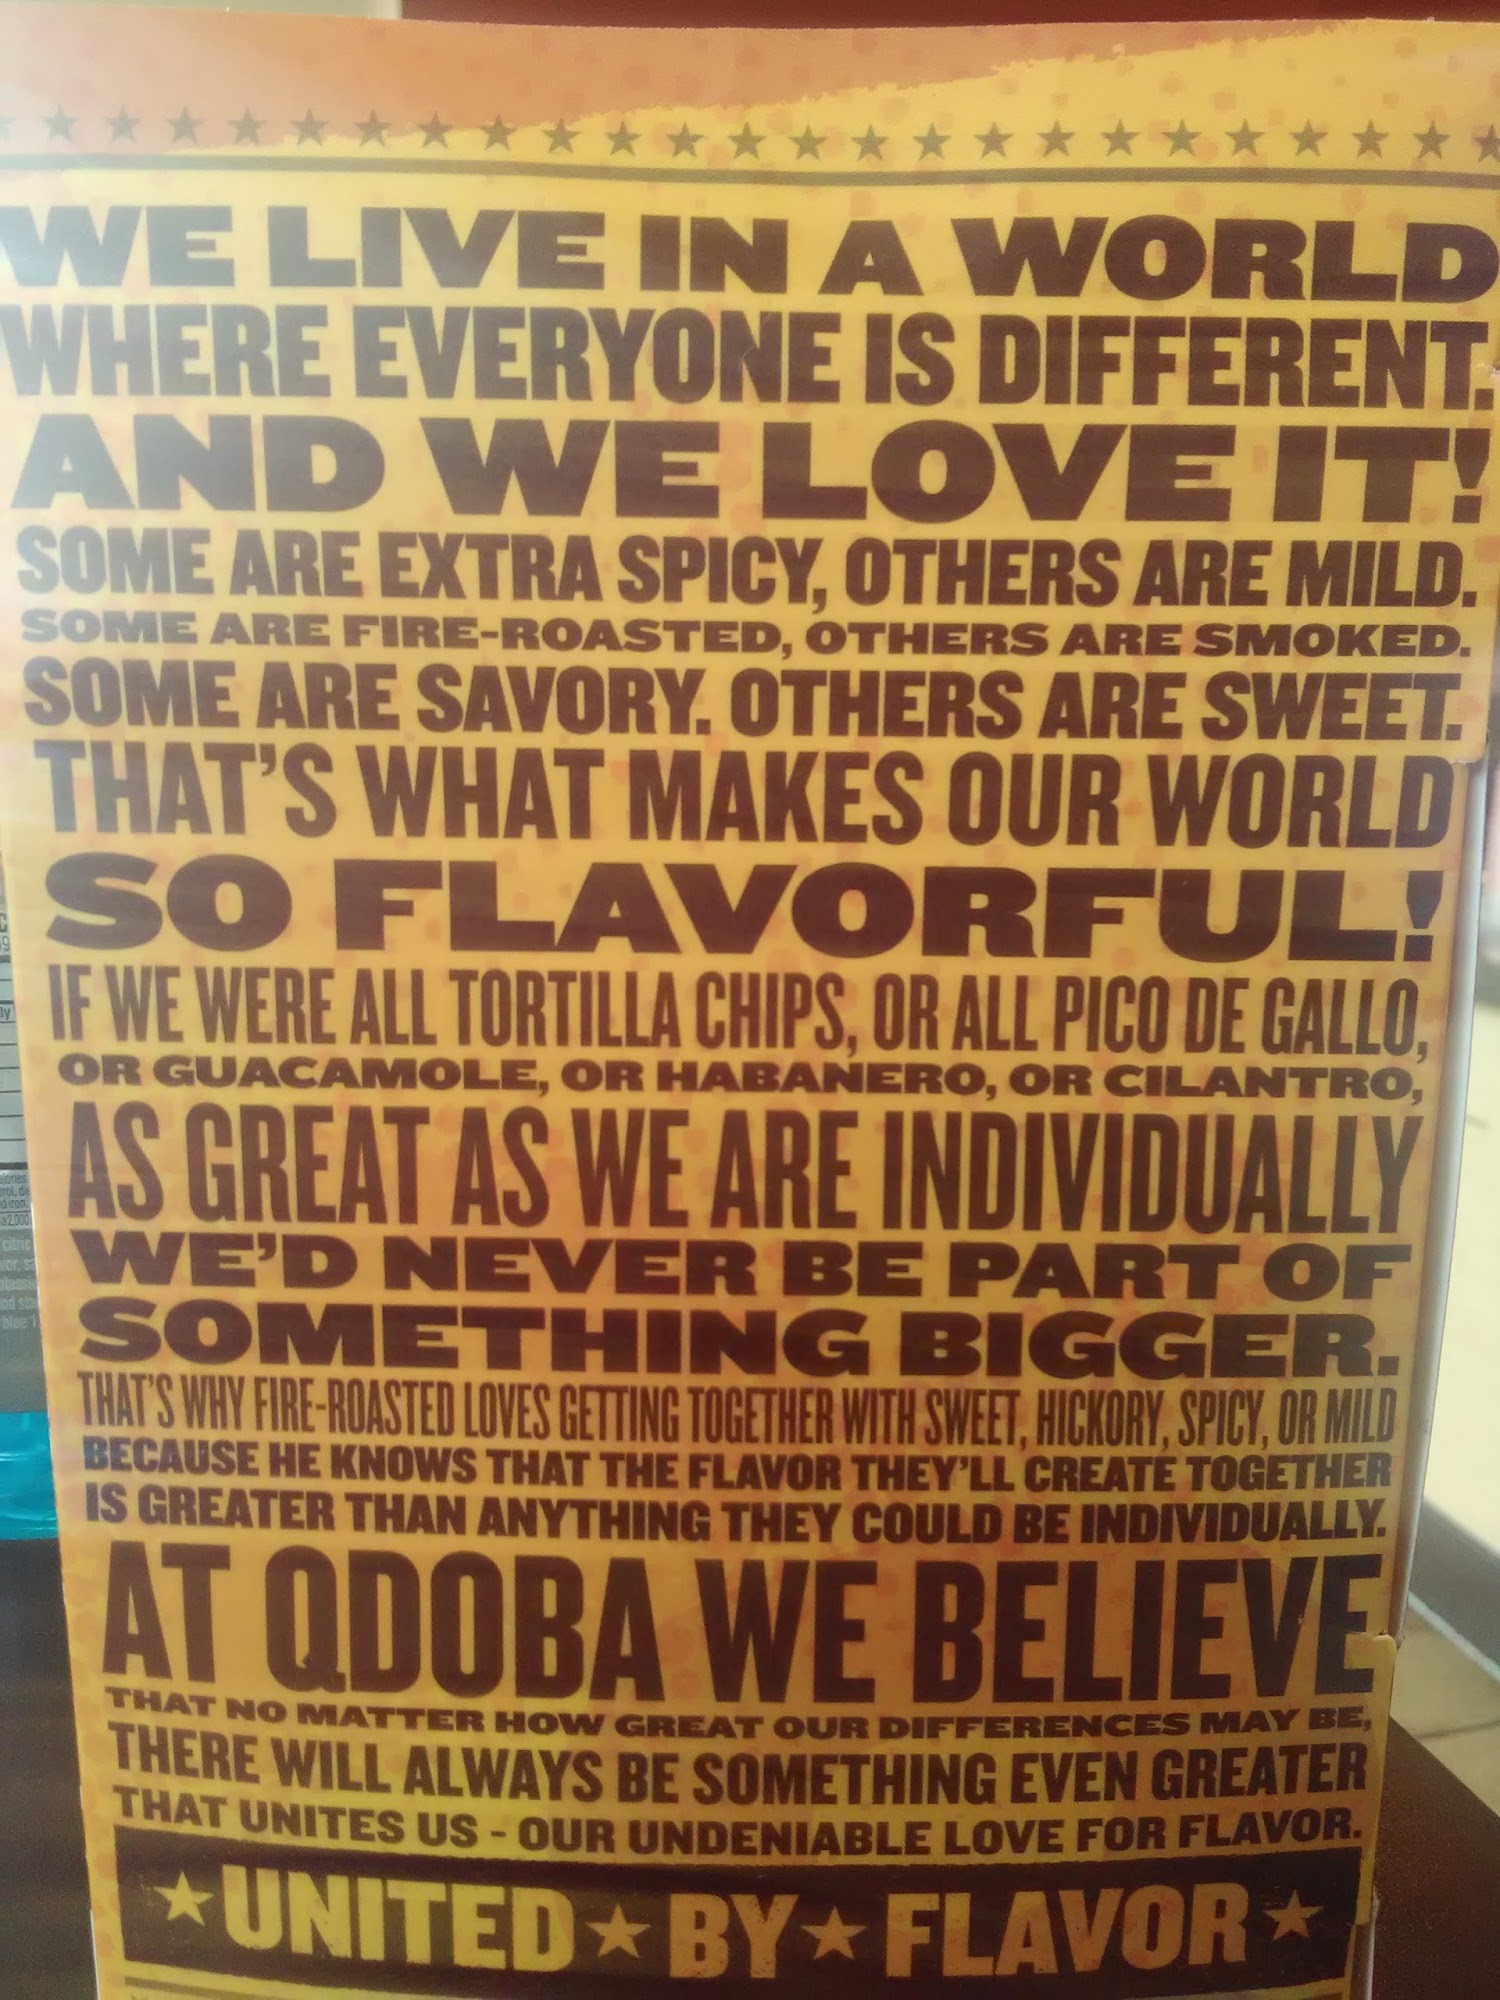 WE LIVE IN A WORLD
WHERE EVERYONE IS DIFFERENT.
AND WE LOVE IT!
SOME ARE EXTRA SPICY, OTHERS ARE MILD.
SOME ARE FIRE-ROASTED, OTHERS ARE SMOKED.
SOME ARE SAVORY. OTHERS ARE SWEET.
THAT'S WHAT MAKES OUR WORLD
SO FLAVORFUL!
IF WE WERE ALL TORTILLA CHIPS, OR ALL PICO DE GALLO,
OR GUACAMOLE, OR HABANERO, OR CILANTRO,
AS GREAT AS WE ARE INDIVIDUALLY
WE'D NEVER BE PART OF
SOMETHING BIGGER.
THAT'S WHY FIRE-ROASTED LOVES GETTING TOGETHER WITH SWEET, HICKORY, SPICY, OR MILD
BECAUSE HE KNOWS THAT THE FLAVOR THEY'LL CREATE TOGETHER
IS GREATER THAN ANYTHING THEY COULD BE INDIVIDUALLY.
AT QDOBA WE BELIEVE
THAT NO MATTER HOW GREAT OUR DIFFERENCES MAY BE,
THERE WILL ALWAYS BE SOMETHING EVEN GREATER
THAT UNITES US - OUR UNDENIABLE LOVE FOR FLAVOR.
★UNITED★BY★FLAVOR★
citric
blue 1